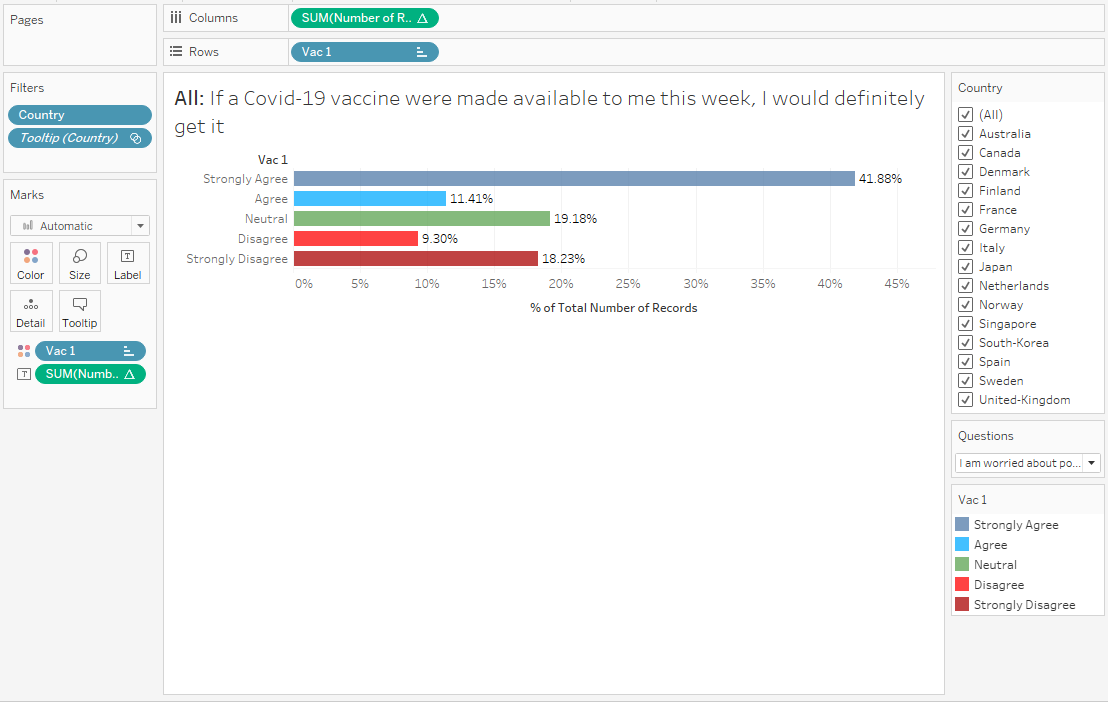 Pages
Columns
SUM(Number of R..
Rows
Vac 1
Filters
Country
Tooltip (Country)
Marks
Automatic
Color
Size
Label
Detail
Tooltip
Vac 1
SUM(Numb..
All: If a Covid-19 vaccine were made available to me this week, I would definitely
get it
Vac 1
Strongly Agree 41.88%
Agree 11.41%
Neutral 19.18%
Disagree 9.30%
Strongly Disagree 18.23%
0% 5% 10% 15% 20% 25% 30% 35% 40% 45%
% of Total Number of Records
Country
(All)
Australia
Canada
Denmark
Finland
France
Germany
Italy
Japan
Netherlands
Norway
Singapore
South-Korea
Spain
Sweden
United-Kingdom
Questions
I am worried about po...
Vac 1
Strongly Agree
Agree
Neutral
Disagree
Strongly Disagree